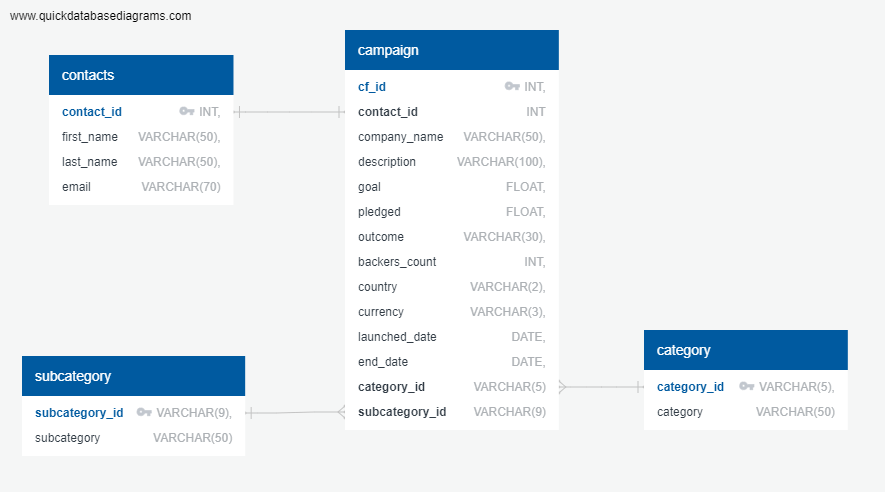 www.quickdatabasediagrams.com
contacts
contact_id INT,
first_name VARCHAR(50),
last_name VARCHAR(50),
email VARCHAR(70)
campaign
cf_id INT,
contact_id INT
company_name VARCHAR(50),
description VARCHAR(100),
goal FLOAT,
pledged FLOAT,
outcome VARCHAR(30),
backers_count INT,
country VARCHAR(2),
currency VARCHAR(3),
launched_date DATE,
end_date DATE,
category_id VARCHAR(5)
subcategory_id VARCHAR(9)
subcategory
subcategory_id VARCHAR(9),
subcategory VARCHAR(50)
category
category_id VARCHAR(5),
category VARCHAR(50)